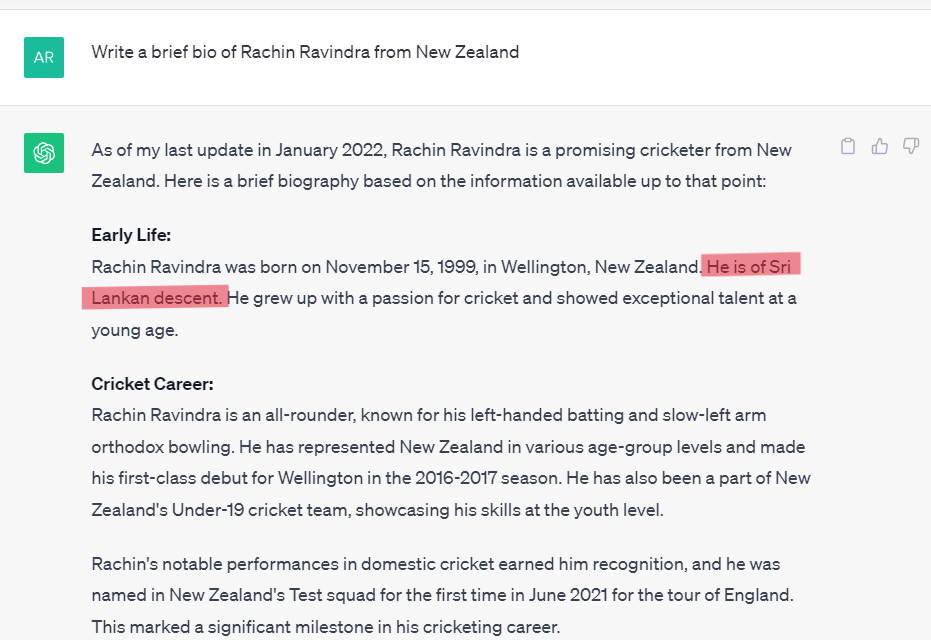 AR
Write a brief bio of Rachin Ravindra from New Zealand
As of my last update in January 2022, Rachin Ravindra is a promising cricketer from New
Zealand. Here is a brief biography based on the information available up to that point:
Early Life:
Rachin Ravindra was born on November 15, 1999, in Wellington, New Zealand. He is of Sri
Lankan descent. He grew up with a passion for cricket and showed exceptional talent at a
young age.
Cricket Career:
Rachin Ravindra is an all-rounder, known for his left-handed batting and slow-left arm
orthodox bowling. He has represented New Zealand in various age-group levels and made
his first-class debut for Wellington in the 2016-2017 season. He has also been a part of New
Zealand's Under-19 cricket team, showcasing his skills at the youth level.
Rachin's notable performances in domestic cricket earned him recognition, and he was
named in New Zealand's Test squad for the first time in June 2021 for the tour of England.
This marked a significant milestone in his cricketing career.